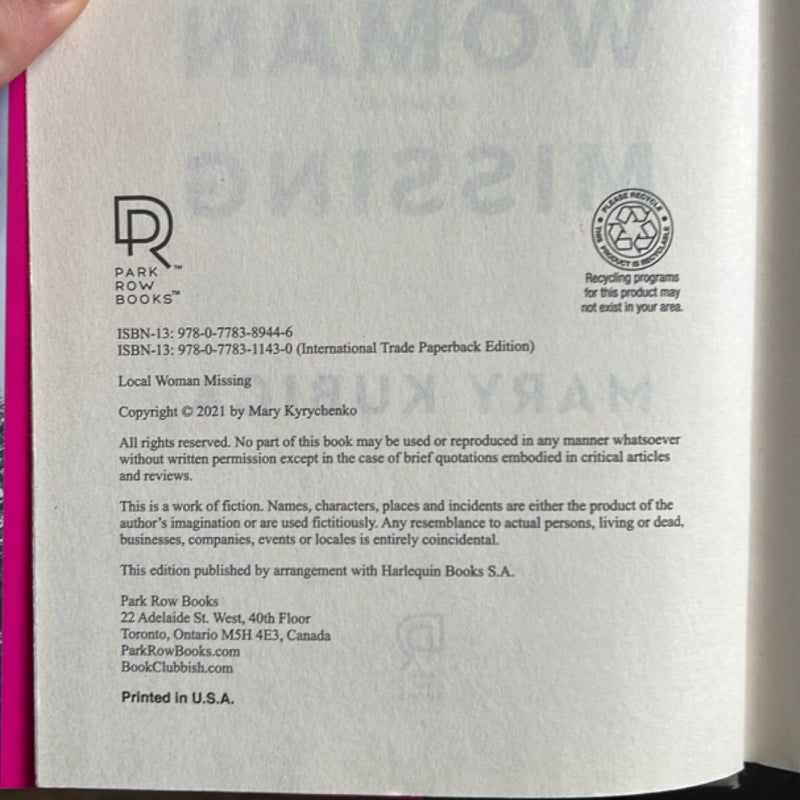 WOMAN
MISSING
PARK
ROW
BOOKS™
PLEASE RECYCLE
THIS PRODUCT IS RECYCLABLE
Recycling programs
for this product may
not exist in your area.
ISBN-13: 978-0-7783-8944-6
ISBN-13: 978-0-7783-1143-0 (International Trade Paperback Edition)
Local Woman Missing
MARY KUBICA
Copyright © 2021 by Mary Kyrychenko
All rights reserved. No part of this book may be used or reproduced in any manner whatsoever
without written permission except in the case of brief quotations embodied in critical articles
and reviews.
This is a work of fiction. Names, characters, places and incidents are either the product of the
author's imagination or are used fictitiously. Any resemblance to actual persons, living or dead,
businesses, companies, events or locales is entirely coincidental.
This edition published by arrangement with Harlequin Books S.A.
Park Row Books
22 Adelaide St. West, 40th Floor
Toronto, Ontario M5H 4E3, Canada
ParkRowBooks.com
BookClubbish.com
Printed in U.S.A.